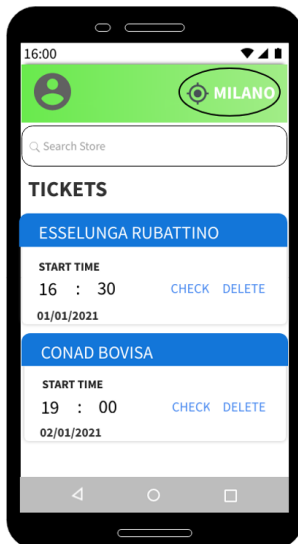 16:00
MILANO
Search Store
TICKETS
ESSELUNGA RUBATTINO
START TIME
16 : 30 CHECK DELETE
01/01/2021
CONAD BOVISA
START TIME
19 : 00 CHECK DELETE
02/01/2021